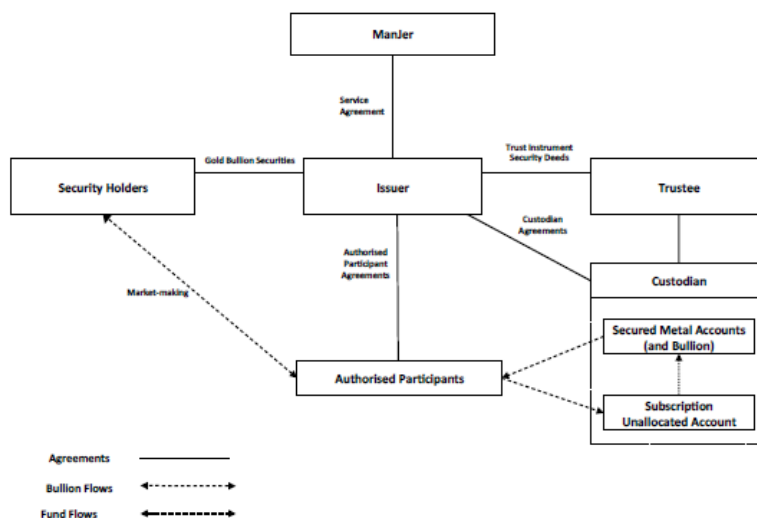 ManJer
Service
Agreement
Gold Bullion Securities
Trust Instrument
Security Deeds
Security Holders
Issuer
Trustee
Custodian
Agreements
Authorised
Participant
Agreements
Custodian
Market-making
Secured Metal Accounts
(and Bullion)
Authorised Participants
Subscription
Unallocated Account
Agreements
Bullion Flows
Fund Flows